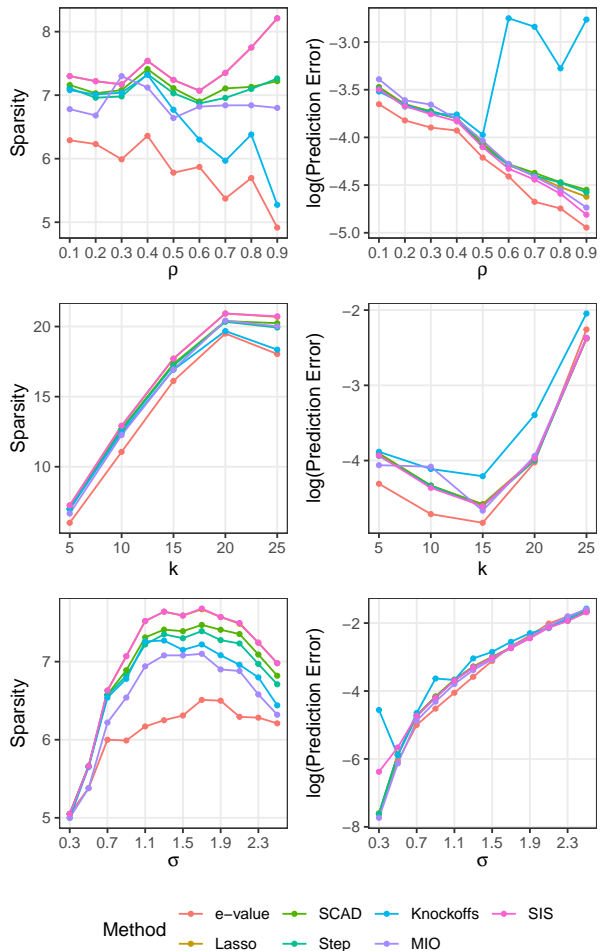 Sparsity
8
7
6
5
0.1 0.2 0.3 0.4 0.5 0.6 0.7 0.8 0.9
ρ
log(Prediction Error)
−3.0
−3.5
−4.0
−4.5
−5.0
0.1 0.2 0.3 0.4 0.5 0.6 0.7 0.8 0.9
ρ
Sparsity
20
10
5 10 15 20 25
k
log(Prediction Error)
−2
−3
−4
5 10 15 20 25
k
Sparsity
7
6
5
0.3 0.7 1.1 1.5 1.9 2.3
σ
log(Prediction Error)
−2
−4
−6
−8
0.3 0.7 1.1 1.5 1.9 2.3
σ
Method
e−value SCAD Knockoffs SIS
Lasso Step MIO